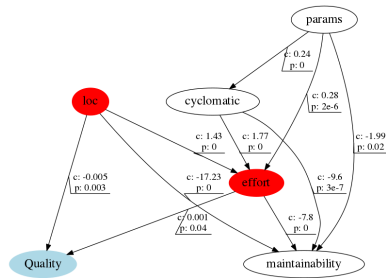 params
c: 0.24
p: 0
loc
cyclomatic
c: 0.28
p: 2e-6
c: 1.43
p: 0
c: 1.77
p: 0
c: -1.99
p: 0.02
c: -0.005
p: 0.003
c: -17.23
p: 0
effort
c: -9.6
p: 3e-7
c: 0.001
p: 0.04
c: -7.8
p: 0
Quality
maintainability